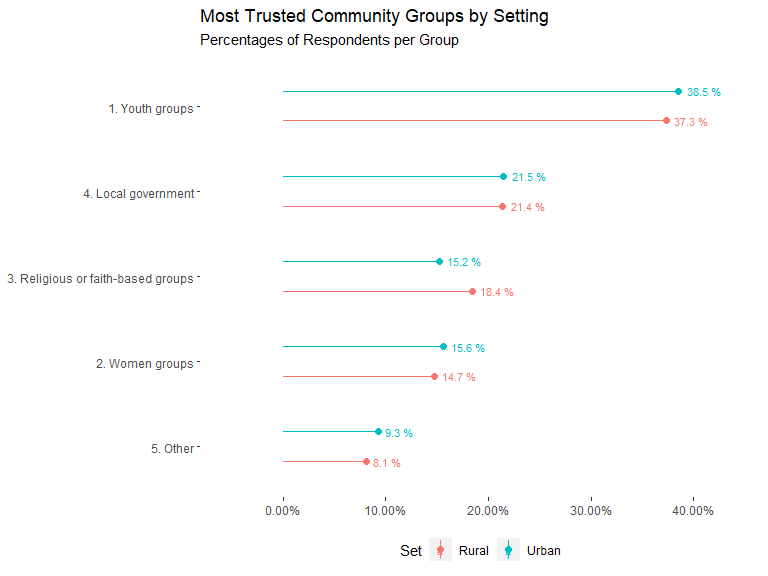 Most Trusted Community Groups by Setting
Percentages of Respondents per Group
38.5 %
1. Youth groups
37.3 %
21.5 %
4. Local government
21.4 %
15.2 %
3. Religious or faith-based groups
18.4 %
15.6 %
2. Women groups
14.7 %
9.3 %
5. Other
8.1 %
0.00% 10.00% 20.00% 30.00% 40.00%
Set Rural Urban